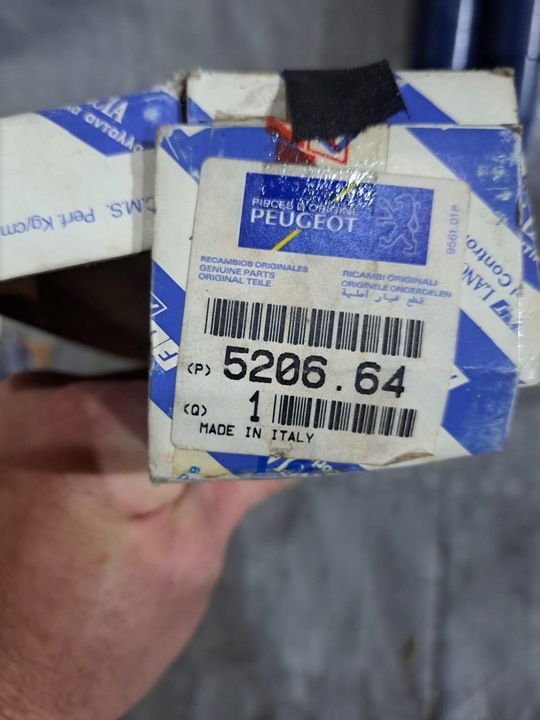 C.M.S. Perf. Kg/cm
PIECES D'ORIGINE
PEUGEOT
9561 01P
RECAMBIOS ORIGINALES
GENUINE PARTS
ORIGINAL TEILE
RICAMBI ORIGINALI
ORIGINELE ONDERDELEN
قطع غيار أصلية
(P) 5206.64
(Q) 1
MADE IN ITALY